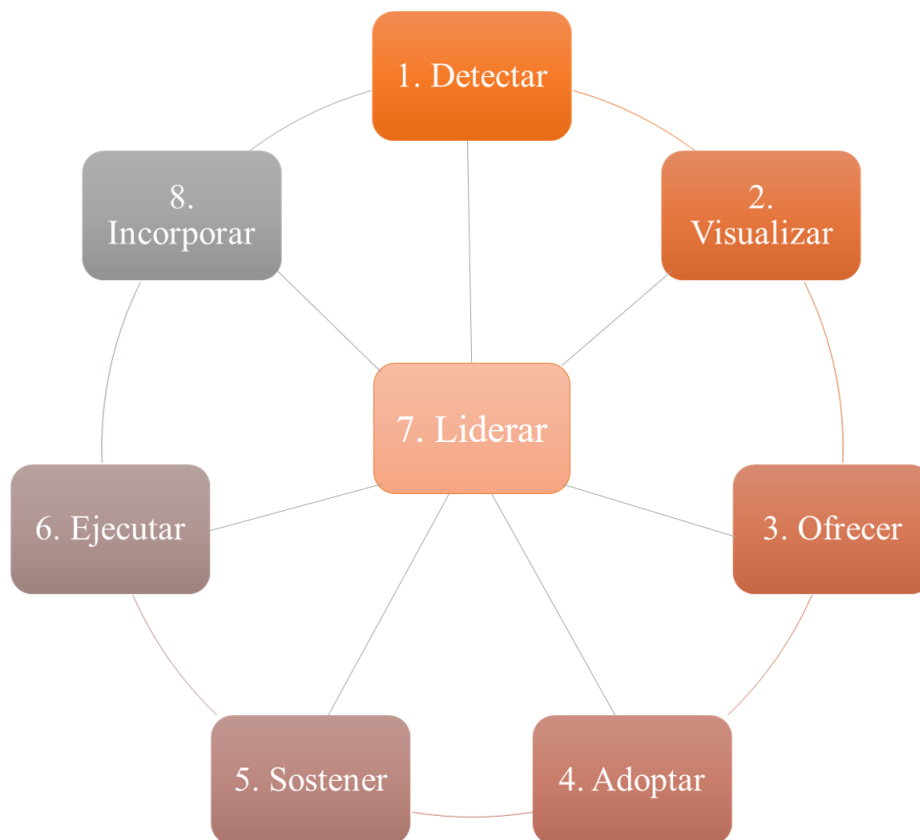 1. Detectar
2.
Visualizar
3. Ofrecer
4. Adoptar
5. Sostener
6. Ejecutar
7. Liderar
8.
Incorporar